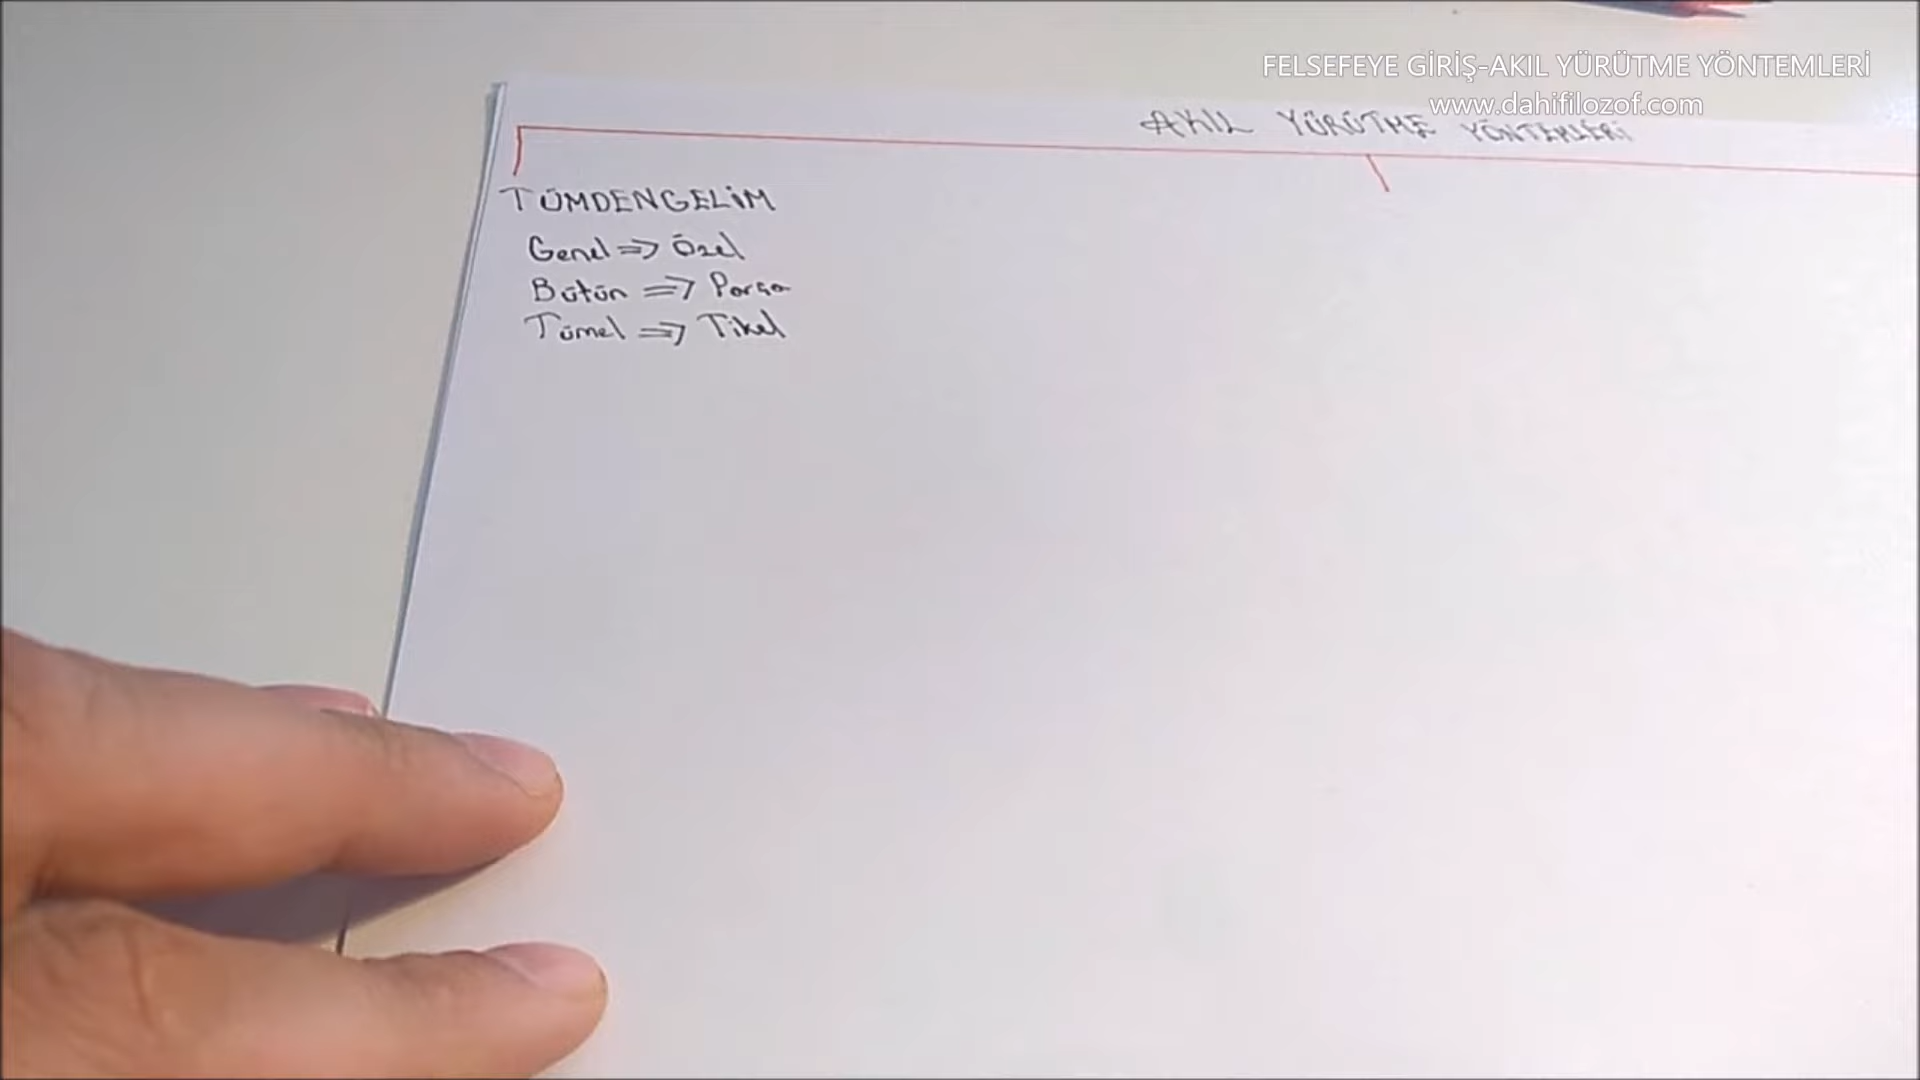 FELSEFEYE GİRİŞ-AKIL YÜRÜTME YÖNTEMLERİ
www.dahifilozof.com
AKIL YÜRÜTME YÖNTEMLERİ
TÜMDENGELİM
Genel => Özel
Bütün => Parça
Tümel => Tikel